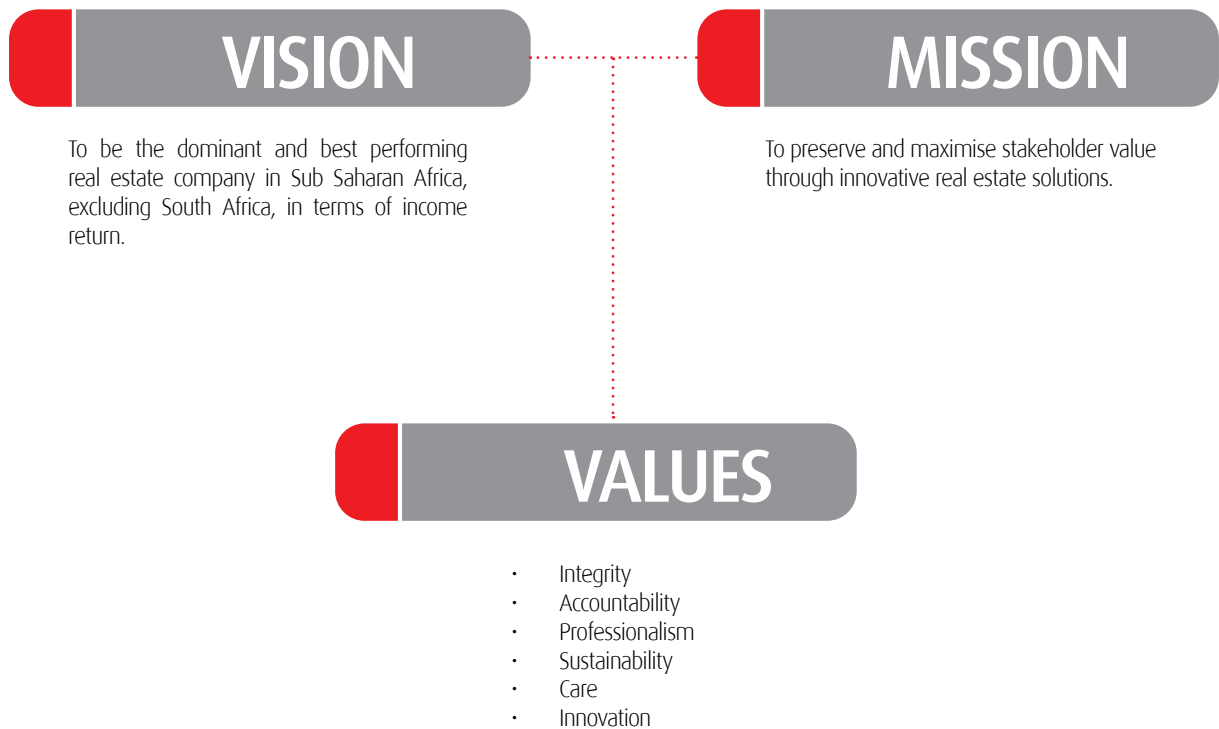 VISION
To be the dominant and best performing
real estate company in Sub Saharan Africa,
excluding South Africa, in terms of income
return.
MISSION
To preserve and maximise stakeholder value
through innovative real estate solutions.
VALUES
• Integrity
• Accountability
• Professionalism
• Sustainability
• Care
• Innovation